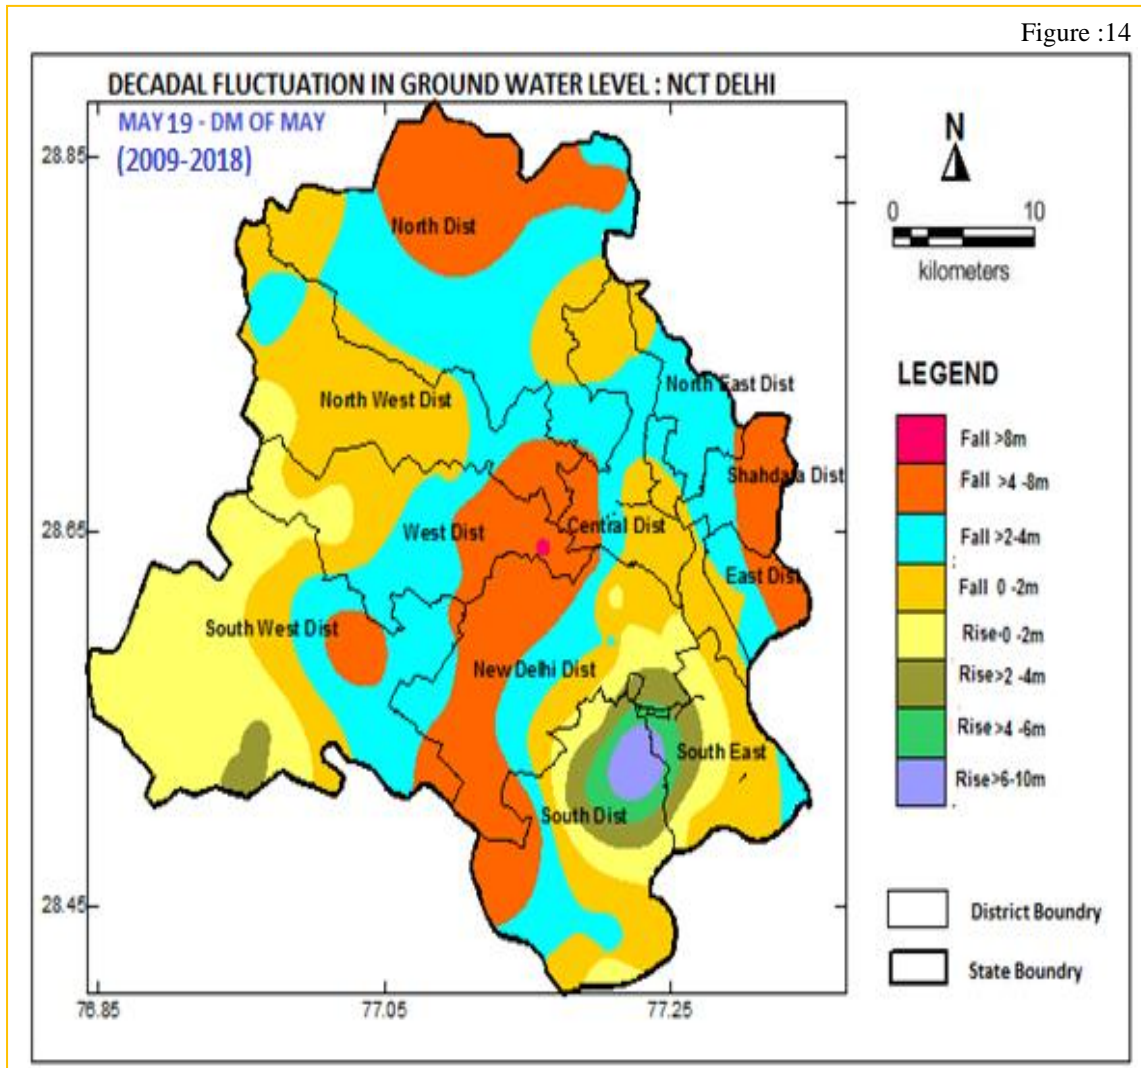 Figure :14
DECADAL FLUCTUATION IN GROUND WATER LEVEL : NCT DELHI
MAY 19 - DM OF MAY
(2009-2018)
N
0 10
kilometers
28.85
28.65
28.45
76.85 77.05 77.25
North Dist
North West Dist
North East Dist
Shahdara Dist
West Dist
Central Dist
East Dist
South West Dist
New Delhi Dist
South East
South Dist
LEGEND
Fall >8m
Fall >4 -8m
Fall >2-4m
Fall 0 -2m
Rise-0 -2m
Rise>2 -4m
Rise>4 -6m
Rise>6-10m
District Boundry
State Boundry